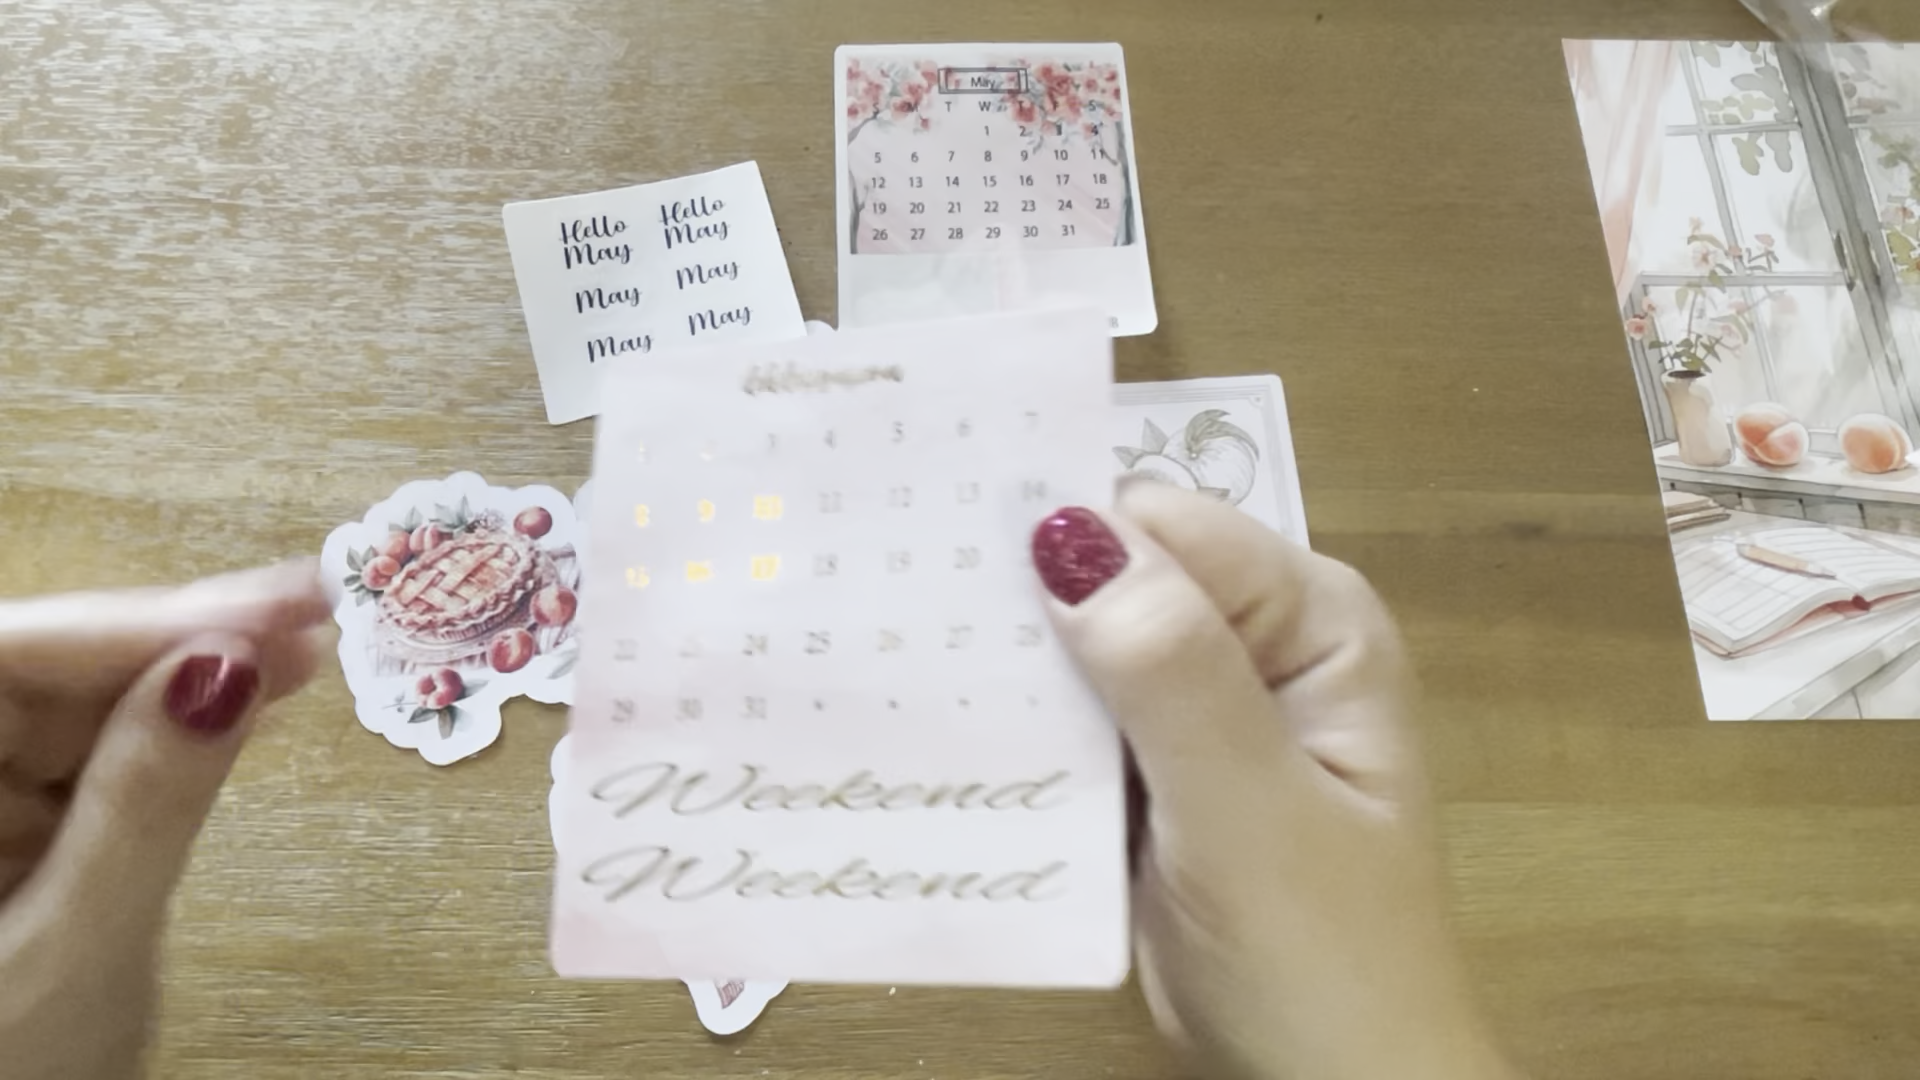 May
S M T W T F S
1 2 3 4
5 6 7 8 9 10 11
12 13 14 15 16 17 18
19 20 21 22 23 24 25
26 27 28 29 30 31
Hello Hello
May May
May May
May May
3 4 5 6 7
8 9 10 11 12 13 14
15 16 17 18 19 20
24 25 26 27 28
29 30 31
Weekend
Weekend